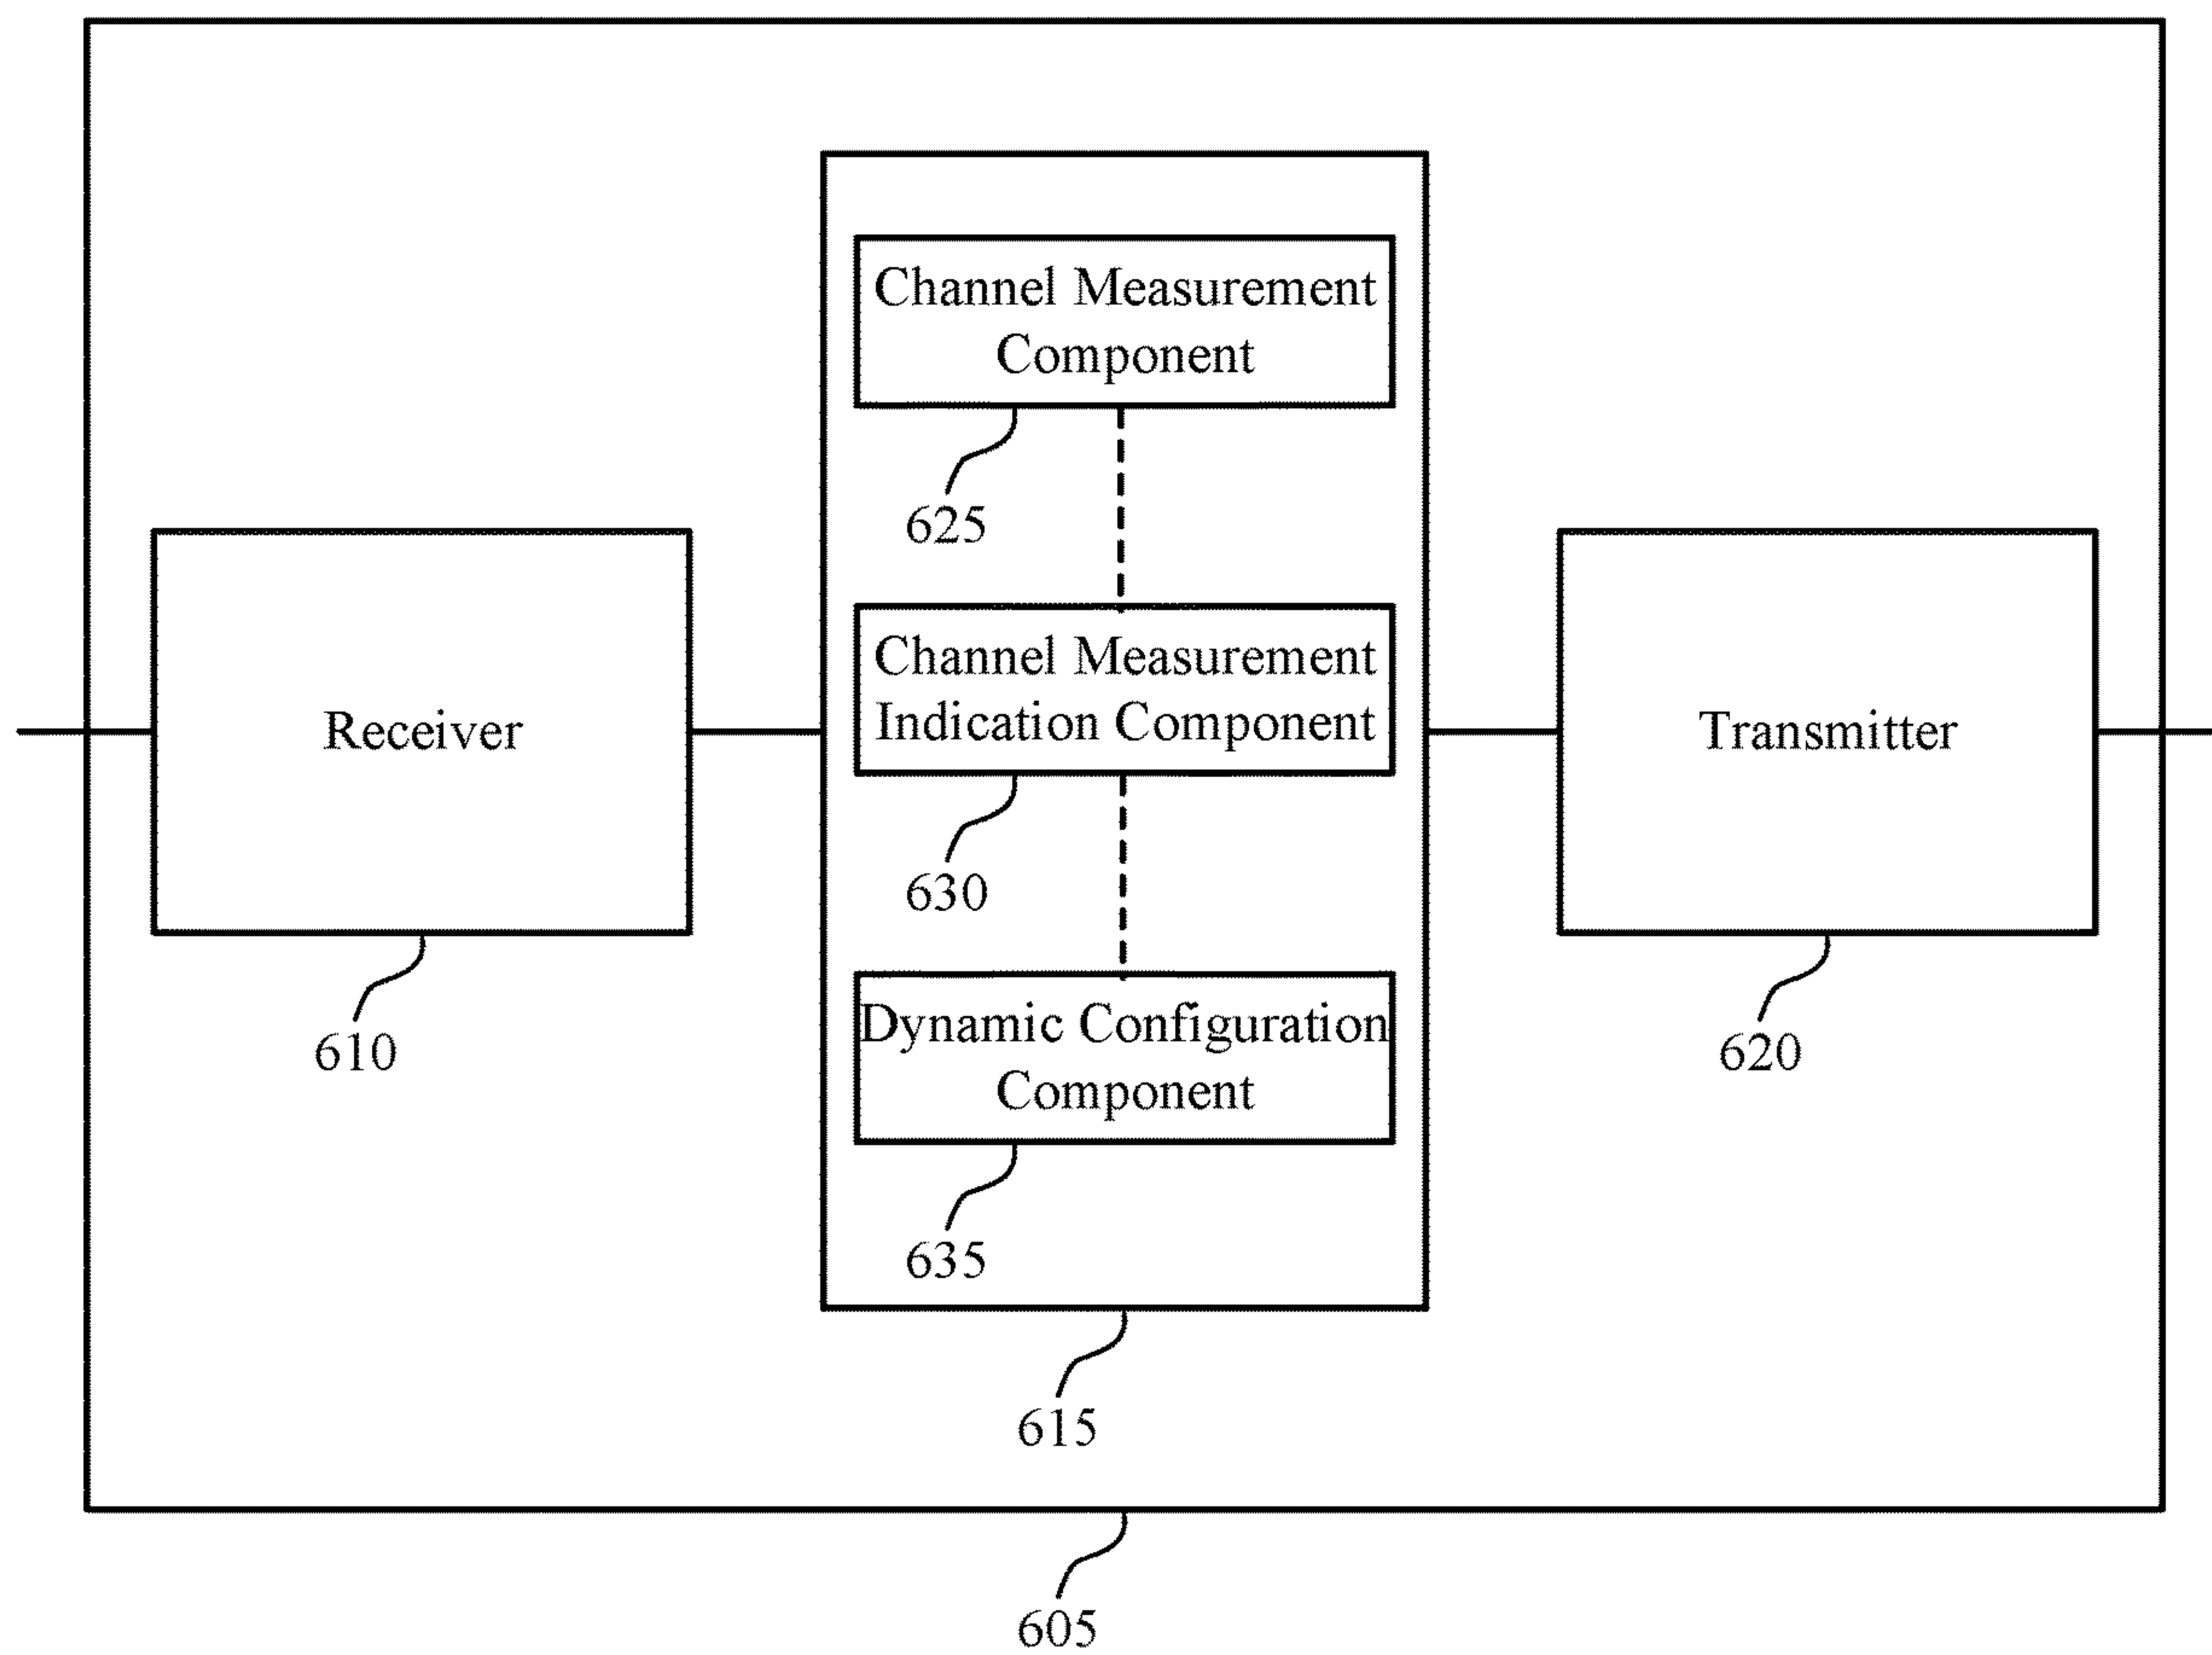 Channel Measurement
Component
625
Receiver
610
Channel Measurement
Indication Component
630
Transmitter
620
Dynamic Configuration
Component
635
615
605